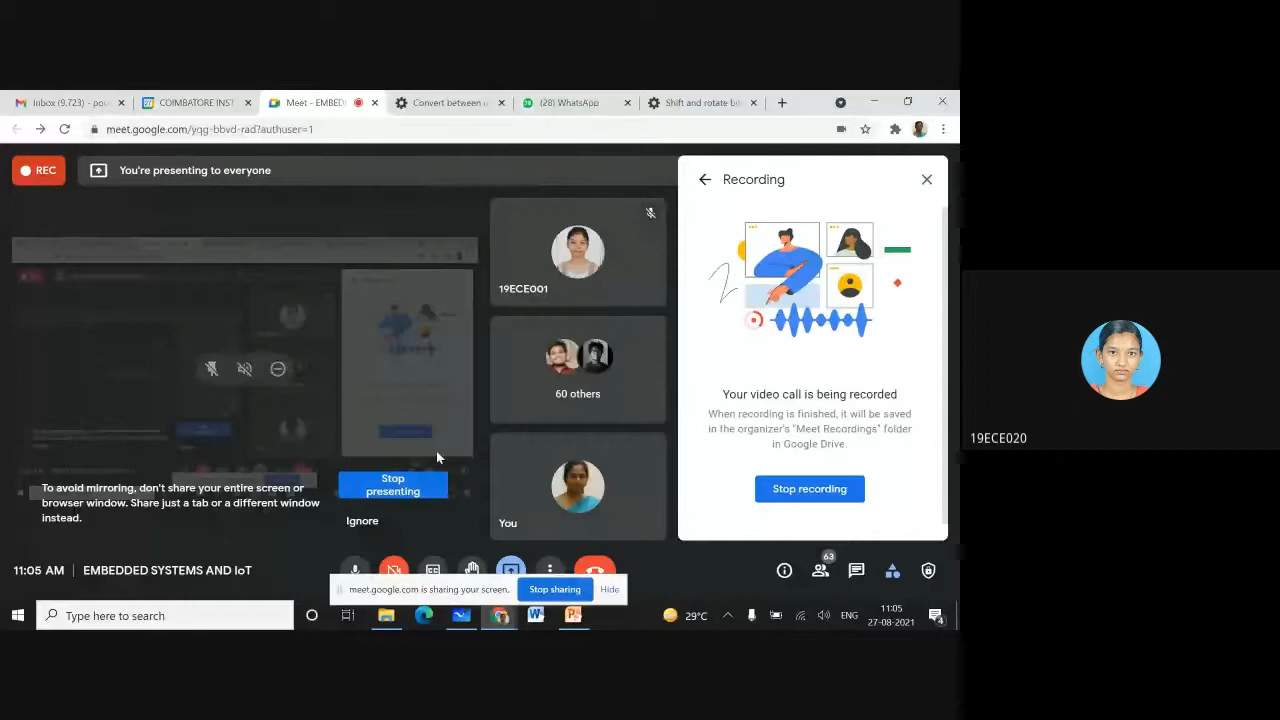 Inbox (9,723) - pou
COIMBATORE INST
Meet - EMBED
Convert between u
(28) WhatsApp
Shift and rotate bi
meet.google.com/yqg-bbvd-rad?authuser=1
REC
You're presenting to everyone
Recording
19ECE001
60 others
You
Your video call is being recorded
When recording is finished, it will be saved
in the organizer's "Meet Recordings" folder
in Google Drive.
Stop recording
To avoid mirroring, don't share your entire screen or
browser window. Share just a tab or a different window
instead.
Stop
presenting
Ignore
11:05 AM | EMBEDDED SYSTEMS AND IoT
63
meet.google.com is sharing your screen.
Stop sharing
Hide
Type here to search
29°C
ENG
11:05
27-08-2021
4
19ECE020